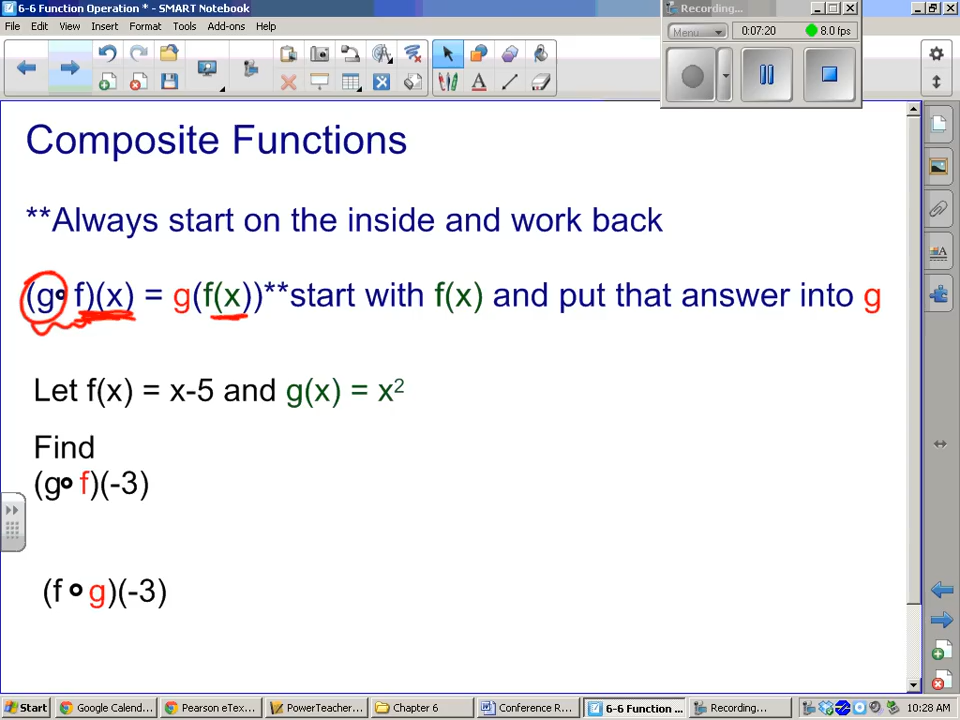 6-6 Function Operation * - SMART Notebook
Recording...
File Edit View Insert Format Tools Add-ons Help
Menu
0:07:20
8.0 fps
Composite Functions
**Always start on the inside and work back
(g∘ f)(x) = g(f(x))**start with f(x) and put that answer into g
Let f(x) = x-5 and g(x) = x²
Find
(g∘ f)(-3)
(f ∘ g)(-3)
Start Google Calend... Pearson eTex... PowerTeacher... Chapter 6 Conference R... 6-6 Function ... Recording... 10:28 AM